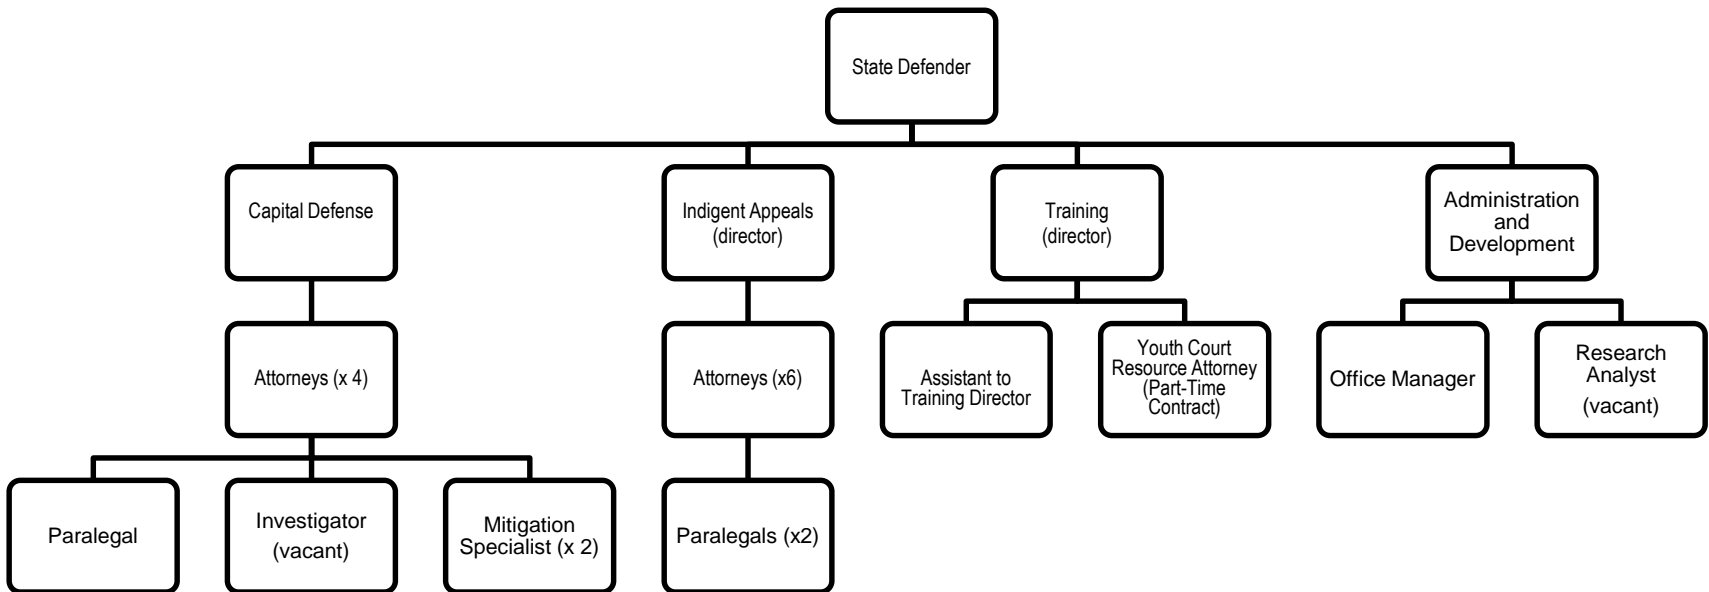 State Defender
Capital Defense
Indigent Appeals
(director)
Training
(director)
Administration
and
Development
Attorneys (x 4)
Attorneys (x6)
Assistant to
Training Director
Youth Court
Resource Attorney
(Part-Time
Contract)
Office Manager
Research
Analyst
(vacant)
Paralegal
Investigator
(vacant)
Mitigation
Specialist (x 2)
Paralegals (x2)